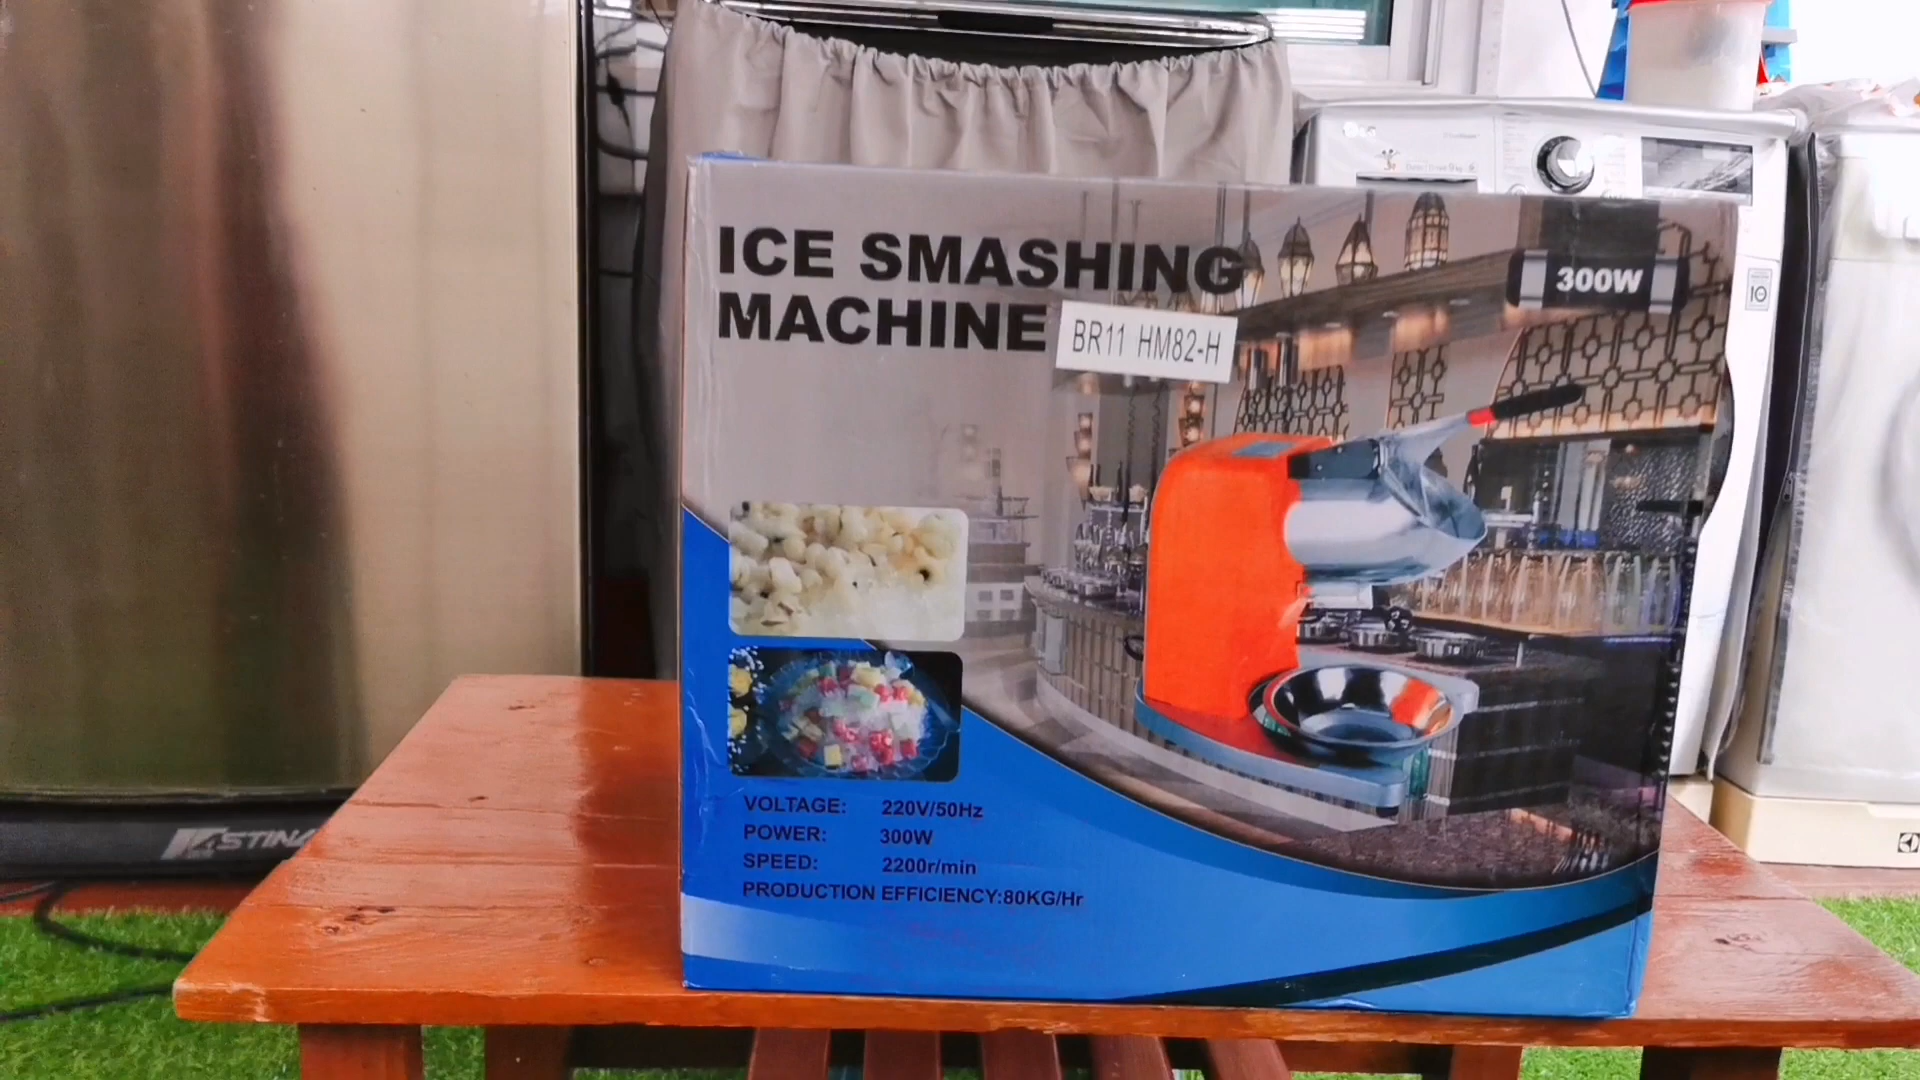 ICE SMASHING
MACHINE
BR11 HM82-H
300W
VOLTAGE: 220V/50Hz
POWER: 300W
SPEED: 2200r/min
PRODUCTION EFFICIENCY:80KG/Hr